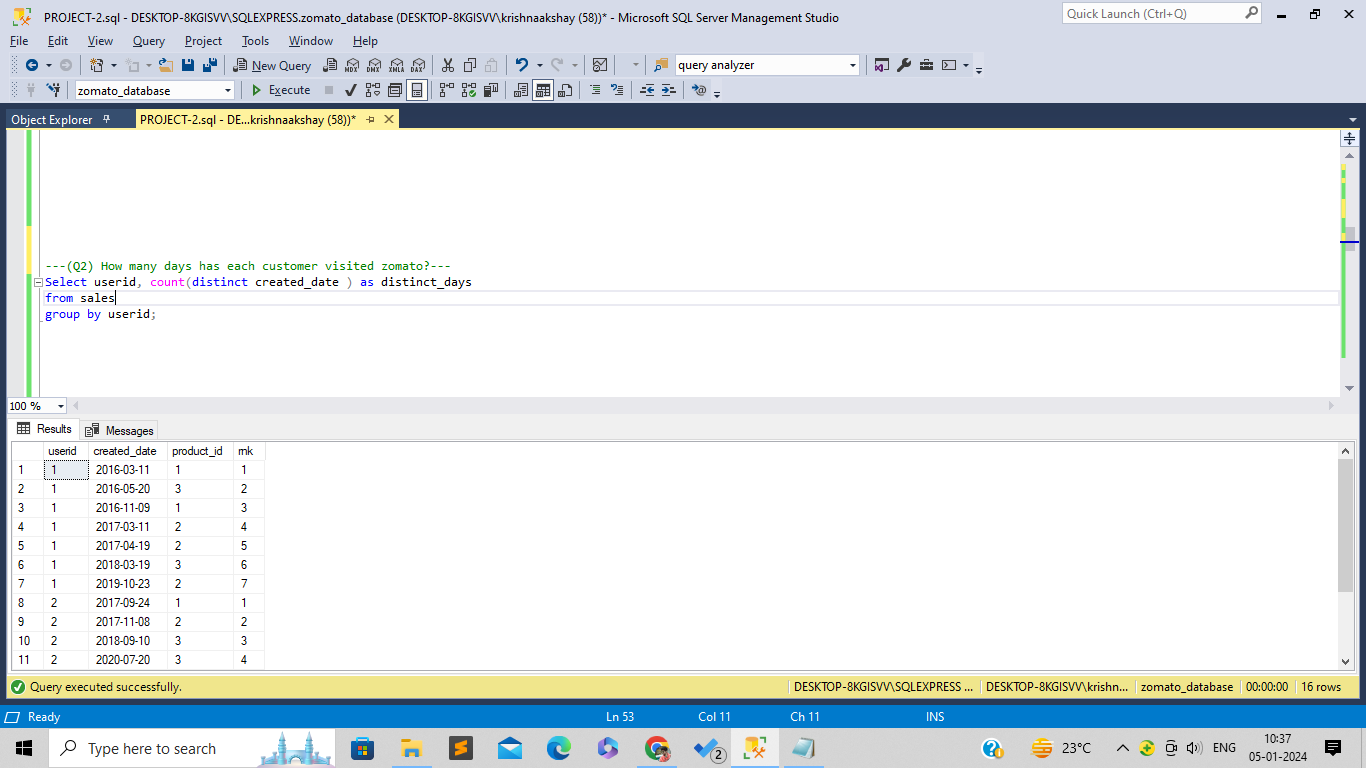 PROJECT-2.sql - DESKTOP-8KGISVV\SQLEXPRESS.zomato_database (DESKTOP-8KGISVV\krishnaakshay (58))* - Microsoft SQL Server Management Studio
Quick Launch (Ctrl+Q)
File Edit View Query Project Tools Window Help
New Query MDX DMX XMLA DAX query analyzer
zomato_database Execute
Object Explorer PROJECT-2.sql - DE...krishnaakshay (58))*
---(Q2) How many days has each customer visited zomato?---
Select userid, count(distinct created_date ) as distinct_days
from sales
group by userid;
100 %
Results Messages
userid created_date product_id rnk
1 1 2016-03-11 1 1
2 1 2016-05-20 3 2
3 1 2016-11-09 1 3
4 1 2017-03-11 2 4
5 1 2017-04-19 2 5
6 1 2018-03-19 3 6
7 1 2019-10-23 2 7
8 2 2017-09-24 1 1
9 2 2017-11-08 2 2
10 2 2018-09-10 3 3
11 2 2020-07-20 3 4
Query executed successfully. DESKTOP-8KGISVV\SQLEXPRESS ... DESKTOP-8KGISVV\krishn... zomato_database 00:00:00 16 rows
Ready Ln 53 Col 11 Ch 11 INS
Type here to search 2 23°C ENG 10:37
05-01-2024